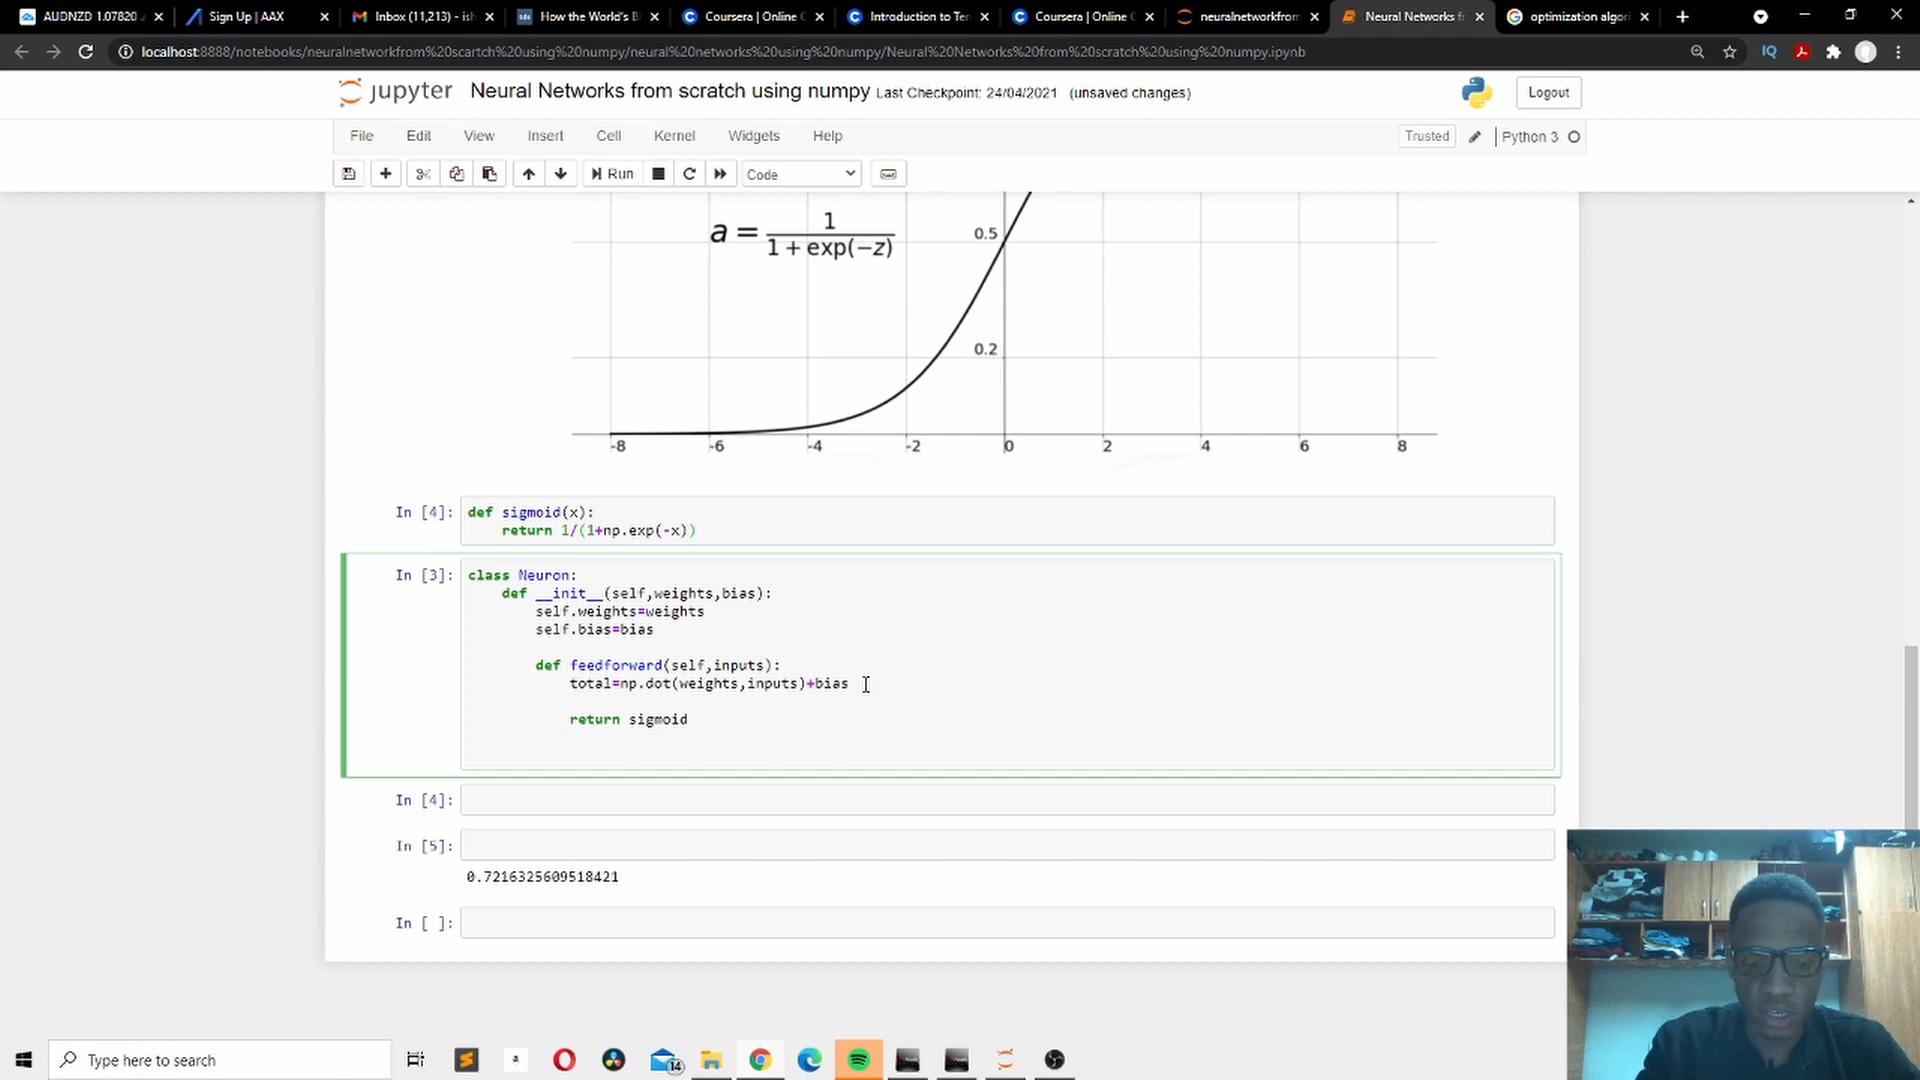 AUDNZD 1.07820
Sign Up | AAX
Inbox (11,213) - ish
How the World's B
Coursera | Online C
Introduction to Ten
Coursera | Online C
neuralnetworkfrom
Neural Networks fr
optimization algori
localhost:8888/notebooks/neuralnetworkfrom%20scartch%20using%20numpy/neural%20networks%20using%20numpy/Neural%20Networks%20from%20scratch%20using%20numpy.ipynb
IQ
jupyter Neural Networks from scratch using numpy Last Checkpoint: 24/04/2021 (unsaved changes)
Logout
File Edit View Insert Cell Kernel Widgets Help
Trusted
Python 3
Run
Code
a = 1 / 1 + exp(−z)
0.5
0.2
-8 -6 -4 -2 0 2 4 6 8
In [4]:
def sigmoid(x):
return 1/(1+np.exp(-x))
In [3]:
class Neuron:
def __init__(self,weights,bias):
self.weights=weights
self.bias=bias
def feedforward(self,inputs):
total=np.dot(weights,inputs)+bias
return sigmoid
In [4]:
In [5]:
0.7216325609518421
In [ ]:
Type here to search
a
14